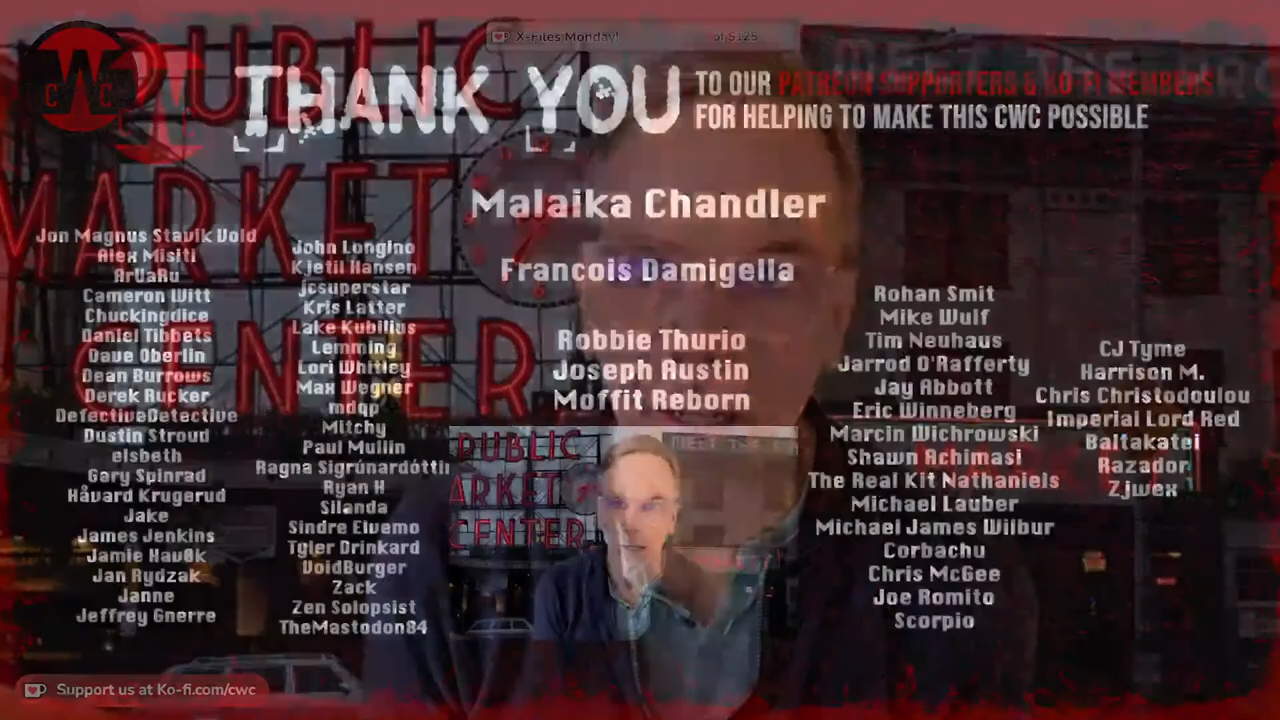 X-Files Monday! of $125
PUBLIC
MARKET
CENTER
MEET THE
CWC
THANK YOU
TO OUR PATREON SUPPORTERS & KO-FI MEMBERS
FOR HELPING TO MAKE THIS CWC POSSIBLE
Malaika Chandler
Francois Damigella
Robbie Thurio
Joseph Austin
Moffit Reborn
Jon Magnus Stavik Vold
Alex Misiti
ArUaRu
Cameron Witt
Chuckingdice
Daniel Tibbets
Dave Oberlin
Dean Burrows
Derek Rucker
DefectiveDetective
Dustin Stroud
elsbeth
Gary Spinrad
Håvard Krugerud
Jake
James Jenkins
Jamie Hav0k
Jan Rydzak
Janne
Jeffrey Gnerre
John Longino
Kjetil Hansen
jcsuperstar
Kris Latter
Lake Kubilius
Lemming
Lori Whitley
Max Wegner
mdqp
Mitchy
Paul Mullin
Ragna Sigrúnardóttir
Ryan H
Silanda
Sindre Elvemo
Tyler Drinkard
VoidBurger
Zack
Zen Solopsist
TheMastodon84
PUBLIC
ARKET
CENTER
Rohan Smit
Mike Wulf
Tim Neuhaus
Jarrod O'Rafferty
Jay Abbott
Eric Winneberg
Marcin Wichrowski
Shawn Achimasi
The Real Kit Nathaniels
Michael Lauber
Michael James Wilbur
Corbachu
Chris McGee
Joe Romito
Scorpio
CJ Tyme
Harrison M.
Chris Christodoulou
Imperial Lord Red
Baltakatei
Razador
Zjwex
Support us at Ko-fi.com/cwc